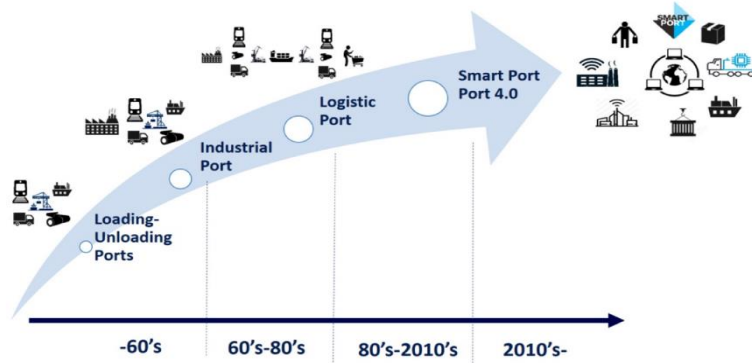 SMART
PORT
Smart Port
Port 4.0
Logistic
Port
Industrial
Port
Loading-
Unloading
Ports
-60's
60's-80's
80's-2010's
2010's-